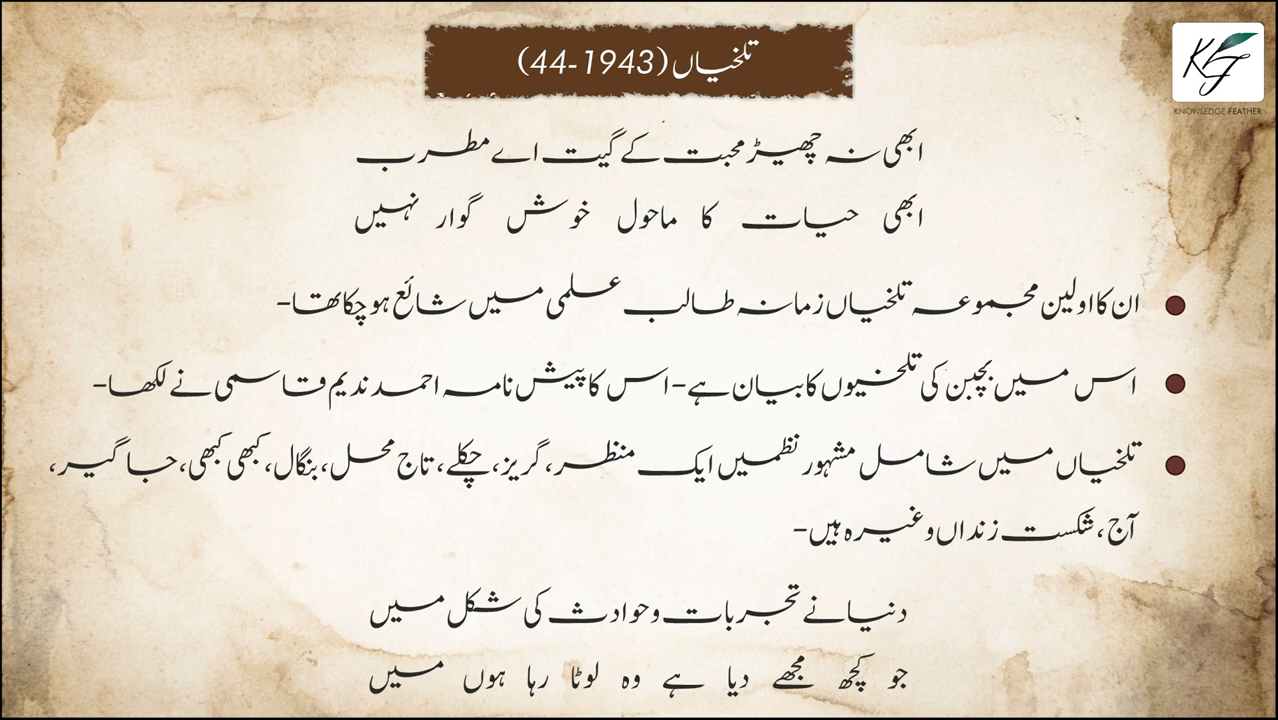 تلخیاں (1943-44)
KNOWLEDGE FEATHER
ابھی نہ چھیڑ محبت کے گیت اے مطرب
ابھی حیات کا ماحول خوش گوار نہیں
ان کا اولین مجموعہ تلخیاں زمانہ طالب علمی میں شائع ہوچکا تھا-
اس میں بچپن کی تلخیوں کا بیان ہے-اس کا پیش نامہ احمد ندیم قاسمی نے لکھا-
تلخیاں میں شامل مشہور نظمیں ایک منظر، گریز، چکلے، تاج محل، بنگال، کبھی کبھی، جاگیر،
آج، شکست زنداں وغیرہ ہیں-
دنیا نے تجربات و حوادث کی شکل میں
جو کچھ مجھے دیا ہے وہ لوٹا رہا ہوں میں